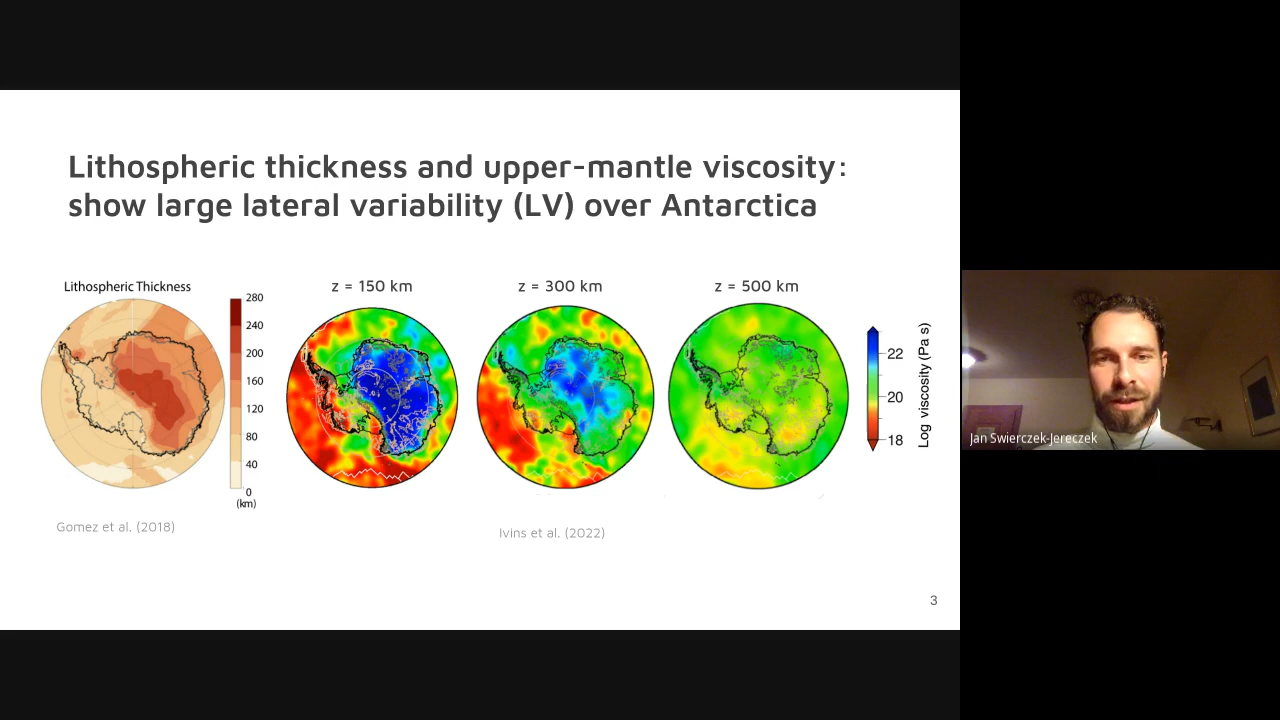 Lithospheric thickness and upper-mantle viscosity:
show large lateral variability (LV) over Antarctica
Lithospheric Thickness
280
240
200
160
120
80
40
0
(km)
z = 150 km
z = 300 km
z = 500 km
22
20
18
Log viscosity (Pa s)
Gomez et al. (2018)
Ivins et al. (2022)
3
Jan Swierczek-Jereczek